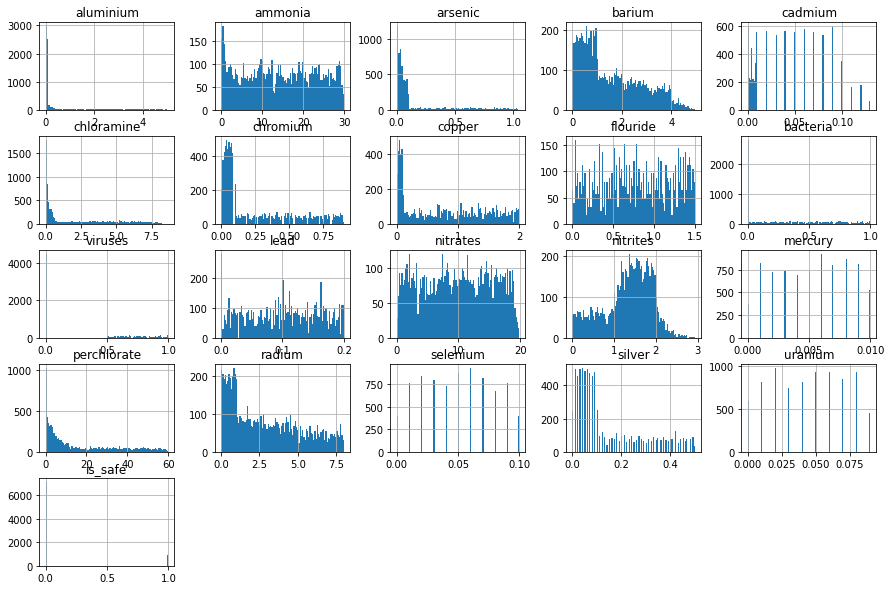 aluminium ammonia arsenic barium cadmium
3000 2000 1000 0
150 100 50 0
1000 500 0
200 100 0
600 400 200 0
0 2 4
0 10 20 30
0.0 0.5 1.0
0 2 4
0.00 0.05 0.10
chloramine chromium copper flouride bacteria
1500 1000 500 0
400 200 0
400 200 0
150 100 50 0
2000 1000 0
0.0 2.5 5.0 7.5
0.00 0.25 0.50 0.75
0 1 2
0.0 0.5 1.0 1.5
0.0 0.5 1.0
viruses lead nitrates nitrites mercury
4000 2000 0
200 100 0
100 50 0
200 100 0
750 500 250 0
0.0 0.5 1.0
0.0 0.1 0.2
0 10 20
0 1 2 3
0.000 0.005 0.010
perchlorate radium selenium silver uranium
1000 500 0
200 100 0
750 500 250 0
400 200 0
1000 500 0
0 20 40 60
0.0 2.5 5.0 7.5
0.00 0.05 0.10
0.0 0.2 0.4
0.000 0.025 0.050 0.075
is_safe
6000 4000 2000 0
0.0 0.5 1.0